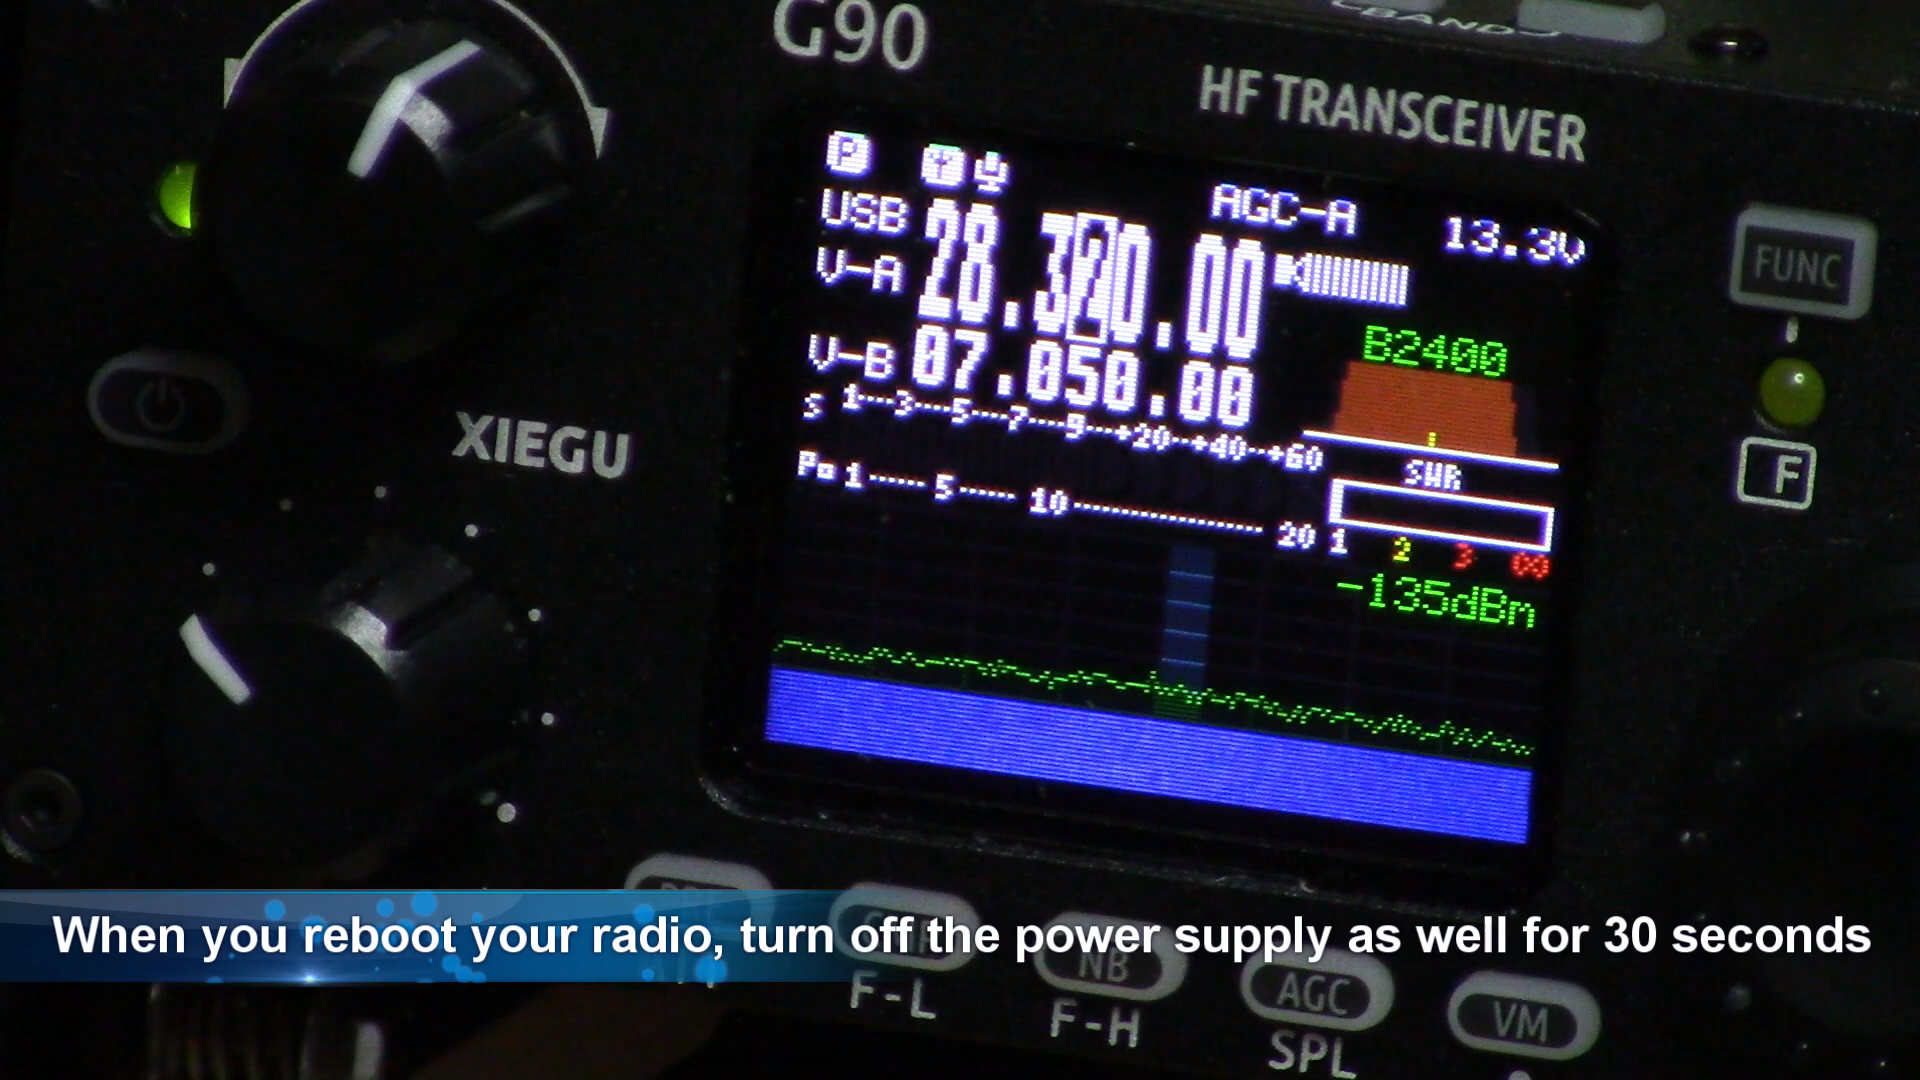 BAND
G90
HF TRANSCEIVER
P
USB 28.320.00 AGC-A 13.3V
V-A
V-B 07.050.00
B2400
S 1 3 5 7 9 +20 +40 +60
Po 1 5 10 20
SWR
1 2 3 ∞
-135dBm
FUNC
F
XIEGU
When you reboot your radio, turn off the power supply as well for 30 seconds
NB
AGC
VM
F-L
F-H
SPL